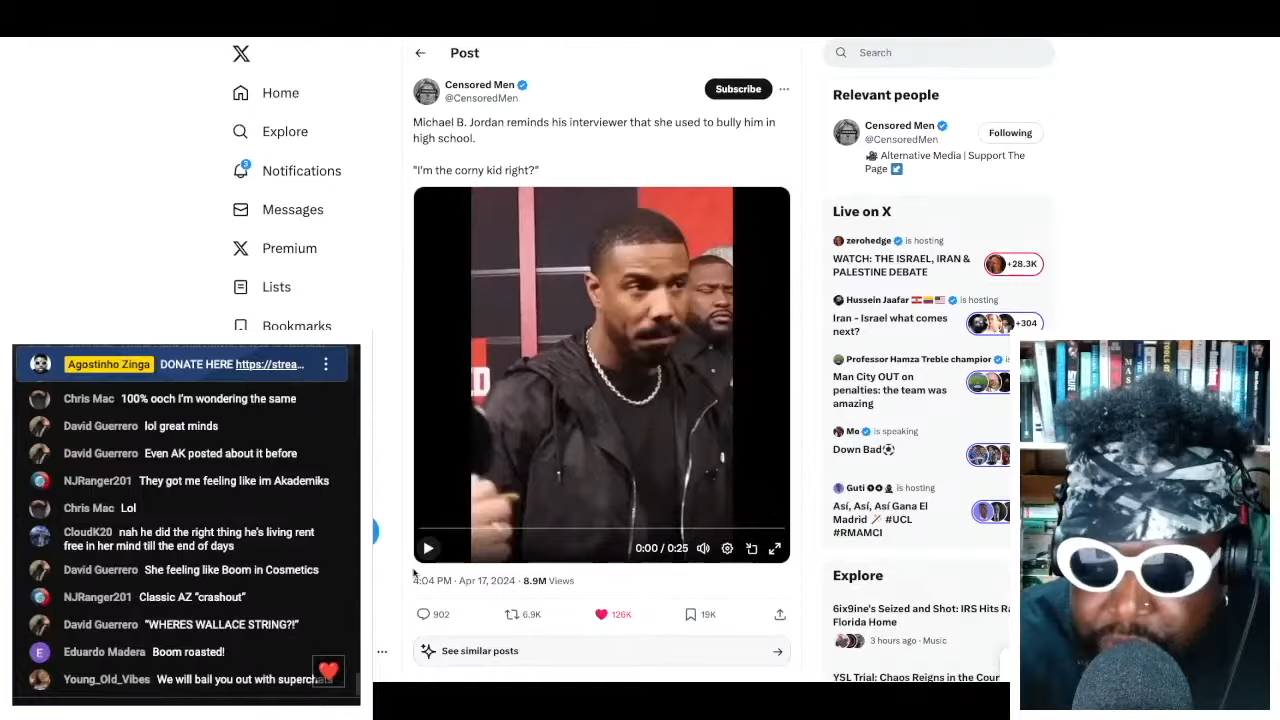 Post
Search
Home
Explore
3
Notifications
Messages
Premium
Lists
Bookmarks
Censored Men
@CensoredMen
Subscribe
Michael B. Jordan reminds his interviewer that she used to bully him in
high school.
"I'm the corny kid right?"
0:00 / 0:25
4:04 PM · Apr 17, 2024 · 8.9M Views
902
6.9K
126K
19K
See similar posts
Relevant people
Censored Men
@CensoredMen
Following
Alternative Media | Support The
Page
Live on X
zerohedge is hosting
WATCH: THE ISRAEL, IRAN &
PALESTINE DEBATE
+28.3K
Hussein Jaafar is hosting
Iran - Israel what comes
next?
+304
Professor Hamza Treble champion
Man City OUT on
penalties: the team was
amazing
Mo is speaking
Down Bad
Guti is hosting
Así, Así, Así Gana El
Madrid #UCL
#RMAMCI
Explore
6ix9ine's Seized and Shot: IRS Hits
Florida Home
3 hours ago · Music
YSL Trial: Chaos Reigns in the
Agostinho Zinga DONATE HERE https://strea...
Chris Mac 100% ooch I'm wondering the same
David Guerrero lol great minds
David Guerrero Even AK posted about it before
NJRanger201 They got me feeling like im Akademiks
Chris Mac Lol
CloudK20 nah he did the right thing he's living rent
free in her mind till the end of days
David Guerrero She feeling like Boom in Cosmetics
NJRanger201 Classic AZ "crashout"
David Guerrero "WHERES WALLACE STRING?!"
E
Eduardo Madera Boom roasted!
Young_Old_Vibes We will bail you out with superch